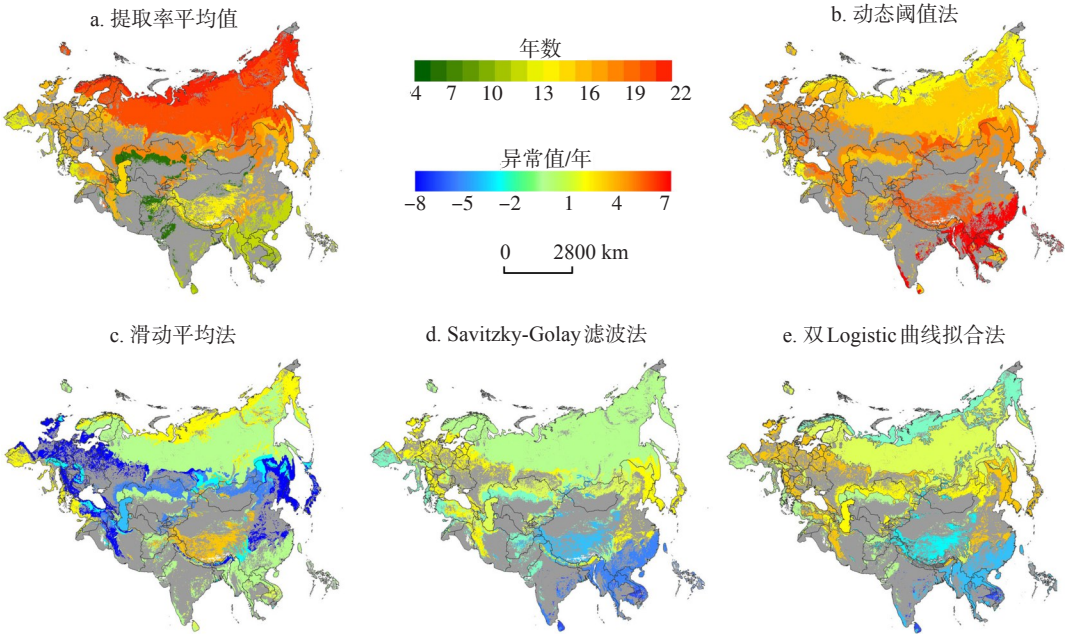 a. 提取率平均值
b. 动态阈值法
年数
4 7 10 13 16 19 22
异常值/年
−8 −5 −2 1 4 7
0 2800 km
c. 滑动平均法
d. Savitzky-Golay 滤波法
e. 双 Logistic 曲线拟合法